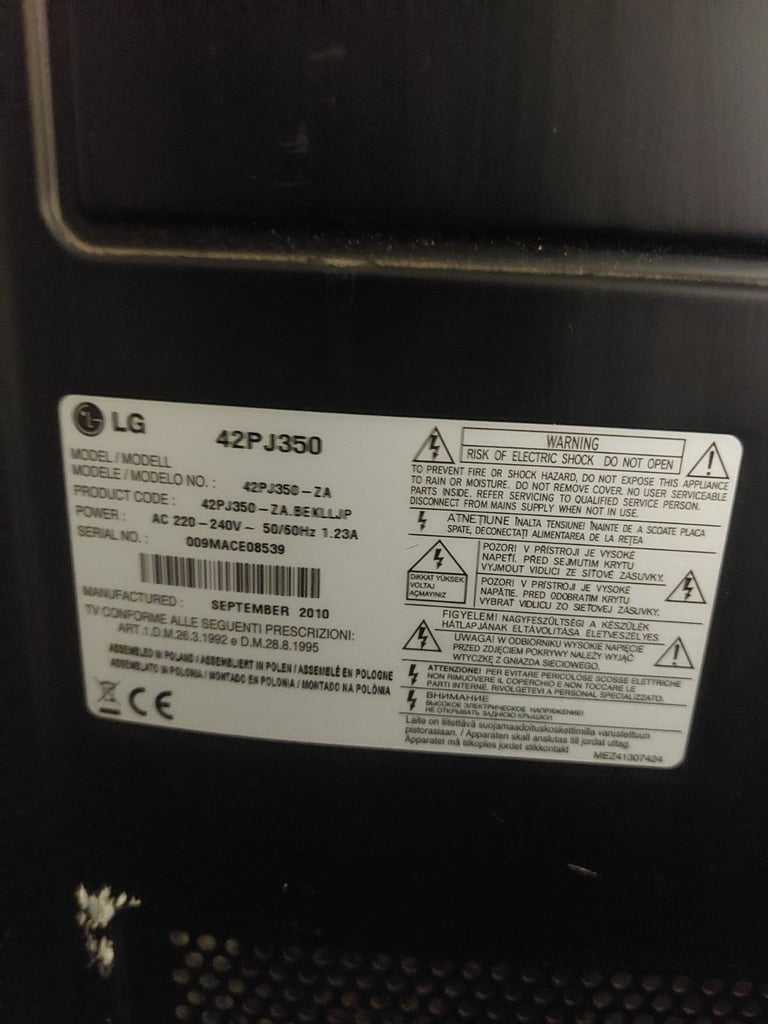 LG
42PJ350
MODEL / MODELL
MODELE / MODELO NO. : 42PJ350-ZA
PRODUCT CODE : 42PJ350-ZA.BEKLLJP
POWER : AC 220-240V~ 50/60Hz 1.23A
SERIAL NO. : 009MACE08539
MANUFACTURED : SEPTEMBER 2010
TV CONFORME ALLE SEGUENTI PRESCRIZIONI:
ART.1.D.M.26.3.1992 e D.M.28.8.1995
ASSEMBLED IN POLAND / ASSEMBLIERT IN POLEN / ASSEMBLÉ EN POLOGNE
ASSEMBLATO IN POLONIA / MONTADO EN POLONIA / MONTADO NA POLÔNIA
CE
WARNING
RISK OF ELECTRIC SHOCK DO NOT OPEN
TO PREVENT FIRE OR SHOCK HAZARD, DO NOT EXPOSE THIS APPLIANCE
TO RAIN OR MOISTURE. DO NOT REMOVE COVER. NO USER SERVICEABLE
PARTS INSIDE. REFER SERVICING TO QUALIFIED SERVICE PERSON.
DISCONNECT FROM MAINS SUPPLY WHEN NOT IN USE.
ATNEŢIUNE ÎNALTA TENSIUNE! ÎNAINTE DE A SCOATE PLACA
SPATE, DECONECTAŢI ALIMENTAREA DE LA REŢEA
DIKKAT YÜKSEK
VOLTAJ
AÇMAYINIZ
POZOR! V PŘÍSTROJI JE VYSOKÉ
NAPĚTÍ. PŘED SEJMUTIM KRYTU
VYJMOUT VIDLICI ZE SÍŤOVÉ ZÁSUVKY.
POZOR! V PRÍSTROJI JE VYSOKÉ
NAPÄTIE. PRED ODOBRATIM KRYTU
VYBRAT VIDLICU ZO SIEŤOVEJ ZÁSUVKY.
FIGYELEM! NAGYFESZÜLTSÉGI A KÉSZÜLÉK
HÁTLAPJÁNAK ELTÁVOLÍTÁSA ÉLETVESZÉLYES
UWAGA! W ODBIORNIKU WYSOKIE NAPIĘCIE
PRZED ZDJĘCIEM POKRYWY NALEŻY WYJĄĆ
WTYCZKĘ Z GNIAZDA SIECIOWEGO.
ATTENZIONE! PER EVITARE PERICOLOSE SCOSSE ELETTRICHE
NON RIMUOVERE IL COPERCHIO E NON TOCCARE LE
PARTI INTERNE. RIVOLGETEVI A PERSONAL SPECIALIZZATO.
ВНИМАНИЕ
ВЫСОКОЕ ЭЛЕКТРИЧЕСКОЕ НАПРЯЖЕНИЕ!
НЕ ОТКРЫВАТЬ ЗАДНЮЮ КРЫШКУ!
Laite on liitettävä suojamaadoituskoskettimilla varustettuun
pistorasiaan. / Apparaten skall anslutas till jordat uttag.
Apparatet må tilkoples jordet stikkontakt
MEZ41307424